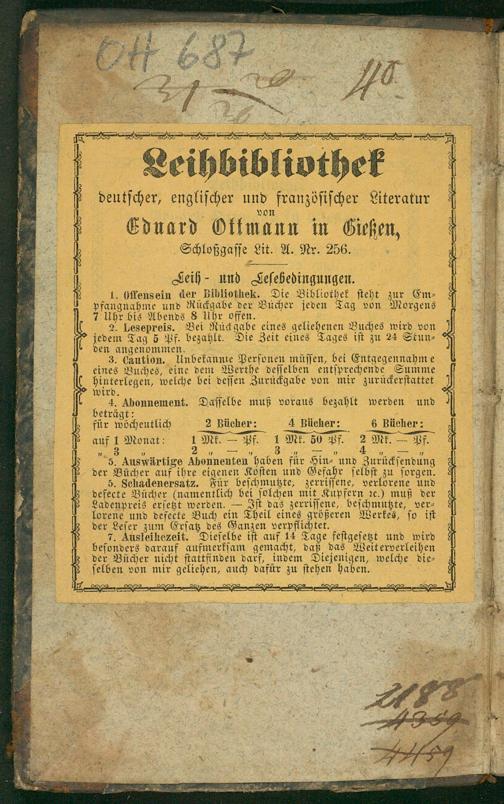 OH 687
40
Leihbibliothek
deutscher, englischer und französischer Literatur
von
Eduard Ottmann in Gießen,
Schloßgasse Lit. A. Nr. 256.
Leih- und Lesebedingungen.
1. Offensein der Bibliothek. Die Bibliothek steht zur Em-
pfangnahme und Rückgabe der Bücher jeden Tag von Morgens
7 Uhr bis Abends 8 Uhr offen.
2. Lesepreis. Bei Rückgabe eines geliehenen Buches wird von
jedem Tag 5 Pf. bezahlt. Die Zeit eines Tages ist zu 24 Stun-
den angenommen.
3. Caution. Unbekannte Personen müssen, bei Entgegennahme
eines Buches, eine dem Werthe desselben entsprechende Summe
hinterlegen, welche bei dessen Zurückgabe von mir zurückerstattet
wird.
4. Abonnement. Dasselbe muß voraus bezahlt werden und
beträgt:
für wöchentlich 2 Bücher: 4 Bücher: 6 Bücher:
auf 1 Monat: 1 Mk. — Pf. 1 Mk. 50 Pf. 2 Mk. — Pf.
„ 3 „ 2 „ — „ 3 „ — „ 4 „ — „
5. Auswärtige Abonnenten haben für Hin- und Zurücksendung
der Bücher auf ihre eigenen Kosten und Gefahr selbst zu sorgen.
5. Schadenersatz. Für beschmutzte, zerrissene, verlorene und
defecte Bücher (namentlich bei solchen mit Kupfern ꝛc.) muß der
Ladenpreis ersetzt werden. — Ist das zerrissene, beschmutzte, ver-
lorene und defecte Buch ein Theil eines größeren Werkes, so ist
der Leser zum Ersatz des Ganzen verpflichtet.
7. Ausleihezeit. Dieselbe ist auf 14 Tage festgesetzt und wird
besonders darauf aufmerksam gemacht, daß das Weiterverleihen
der Bücher nicht stattfinden darf, indem Diejenigen, welche die-
selben von mir geliehen, auch dafür zu stehen haben.
2188
4359
4459